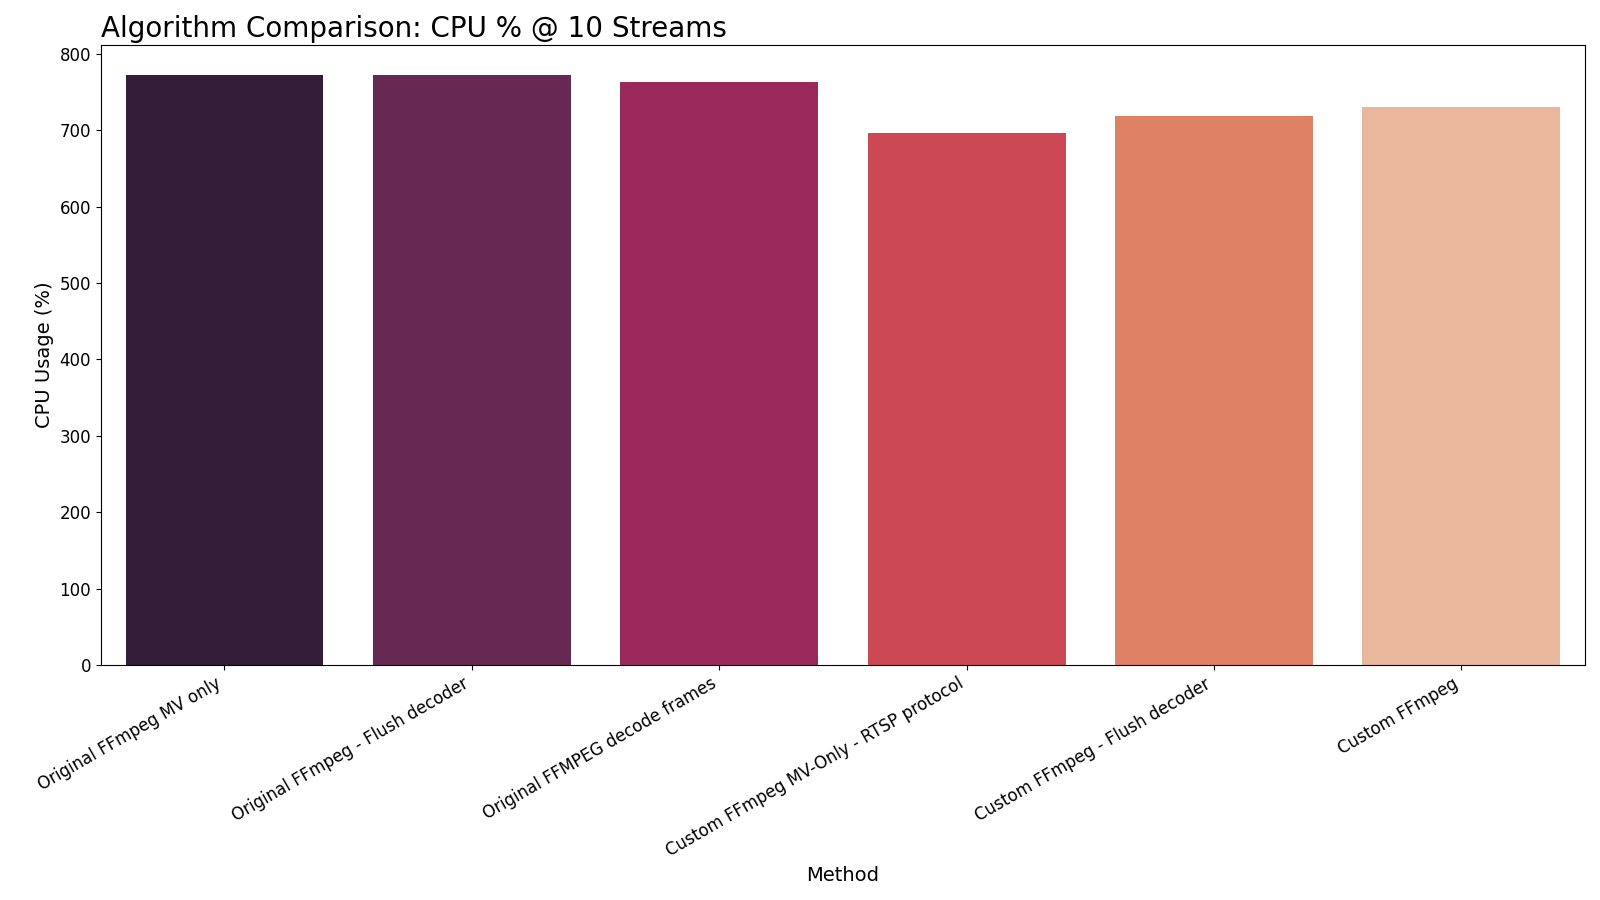 Algorithm Comparison: CPU % @ 10 Streams
800
700
600
500
400
300
200
100
0
CPU Usage (%)
Original FFmpeg MV only
Original FFmpeg - Flush decoder
Original FFMPEG decode frames
Custom FFmpeg MV-Only - RTSP protocol
Custom FFmpeg - Flush decoder
Custom FFmpeg
Method